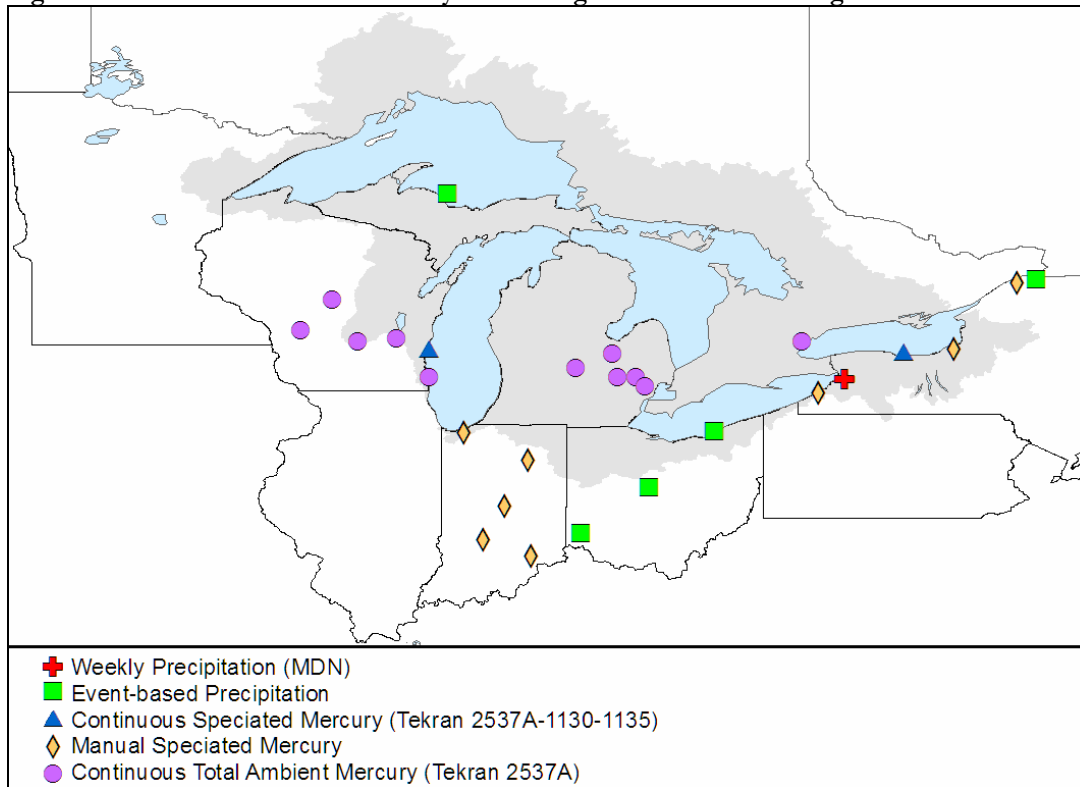 Weekly Precipitation (MDN)
Event-based Precipitation
Continuous Speciated Mercury (Tekran 2537A-1130-1135)
Manual Speciated Mercury
Continuous Total Ambient Mercury (Tekran 2537A)